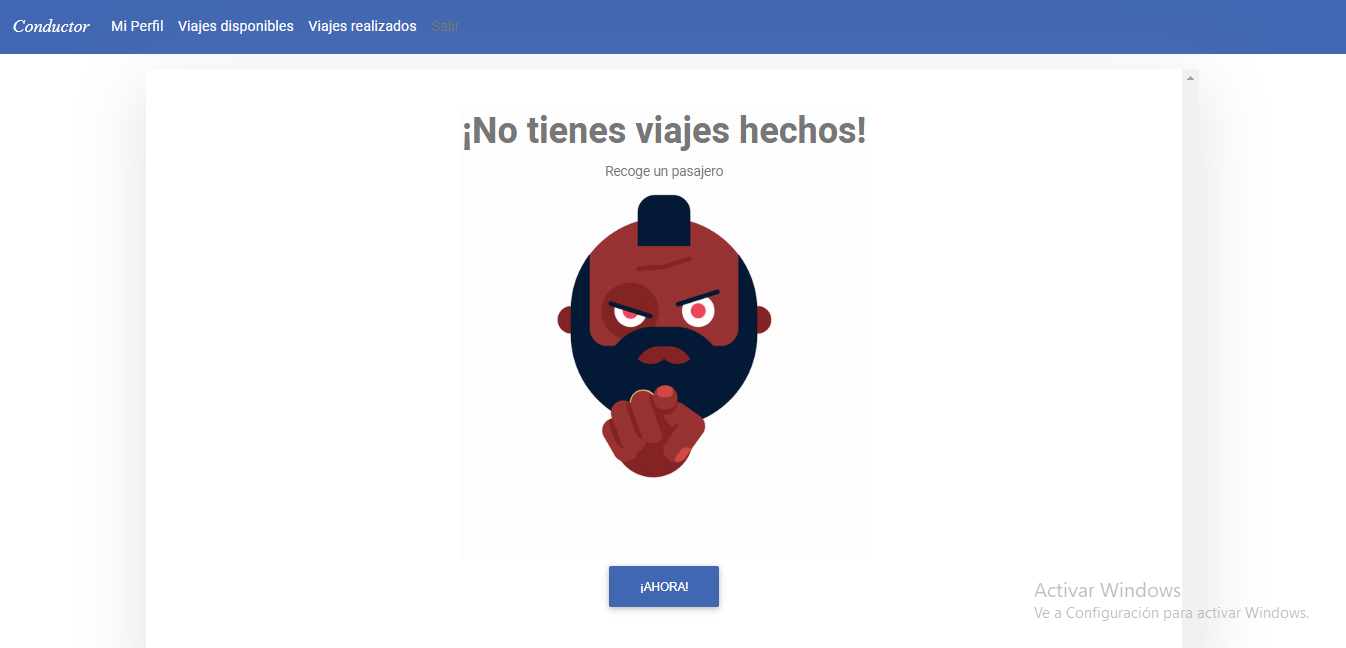 Conductor Mi Perfil Viajes disponibles Viajes realizados Salir
¡No tienes viajes hechos!
Recoge un pasajero
¡AHORA!
Activar Windows
Ve a Configuración para activar Windows.